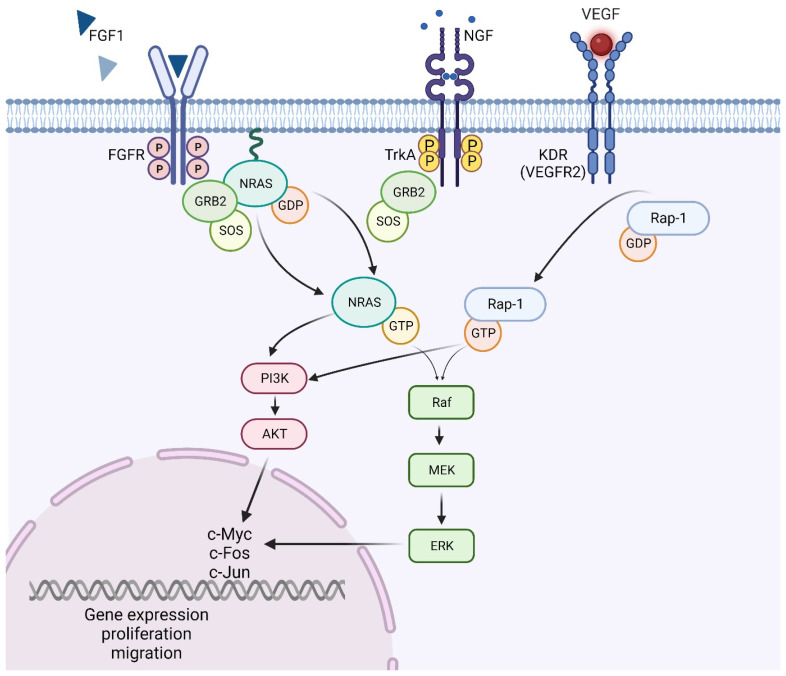 FGF1
NGF
VEGF
FGFR
P
P
P
P
TrkA
P
P
P
P
KDR
(VEGFR2)
NRAS
GDP
GRB2
SOS
GRB2
SOS
Rap-1
GDP
NRAS
GTP
Rap-1
GTP
PI3K
AKT
Raf
MEK
ERK
c-Myc
c-Fos
c-Jun
Gene expression
proliferation
migration